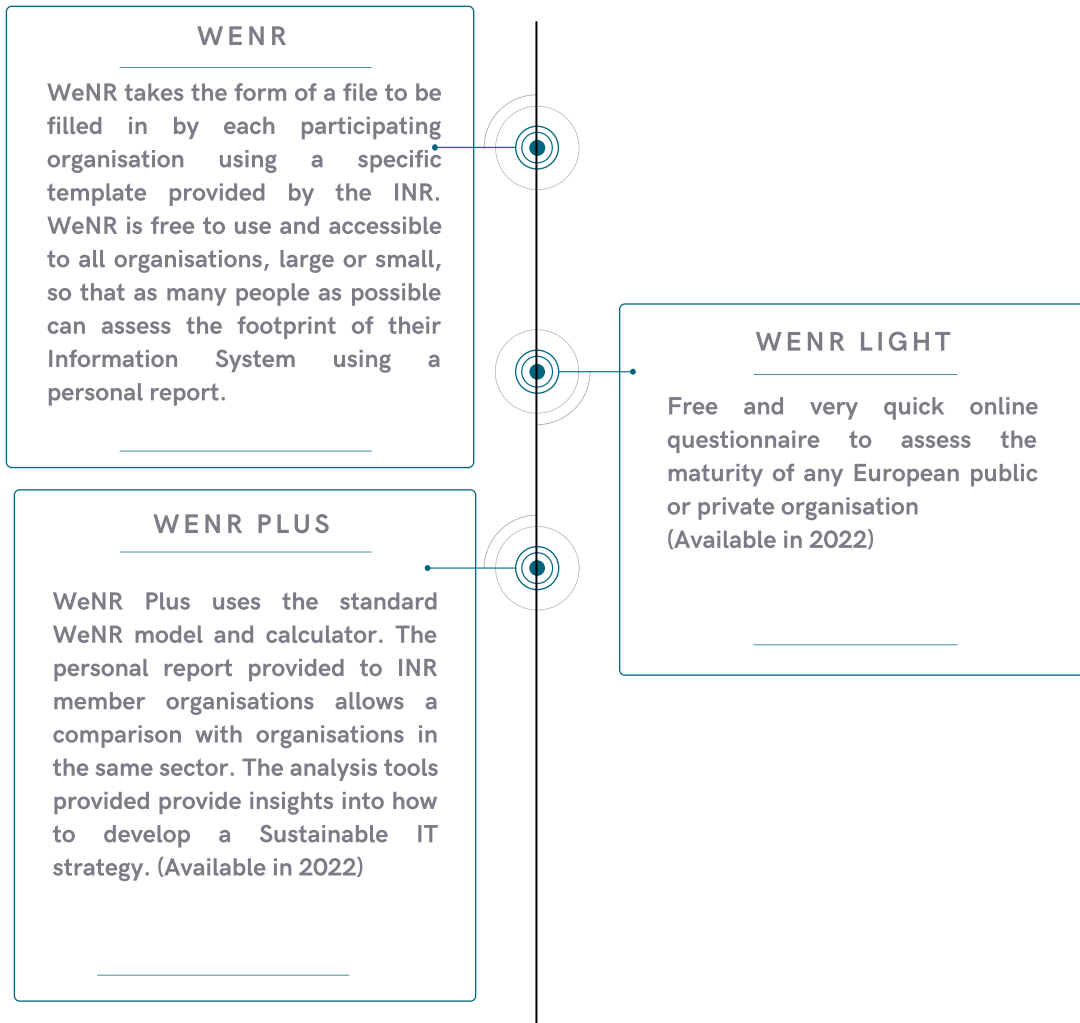 WENR
WeNR takes the form of a file to be
filled in by each participating
organisation using a specific
template provided by the INR.
WeNR is free to use and accessible
to all organisations, large or small,
so that as many people as possible
can assess the footprint of their
Information System using a
personal report.
WENR LIGHT
Free and very quick online
questionnaire to assess the
maturity of any European public
or private organisation
(Available in 2022)
WENR PLUS
WeNR Plus uses the standard
WeNR model and calculator. The
personal report provided to INR
member organisations allows a
comparison with organisations in
the same sector. The analysis tools
provided provide insights into how
to develop a Sustainable IT
strategy. (Available in 2022)